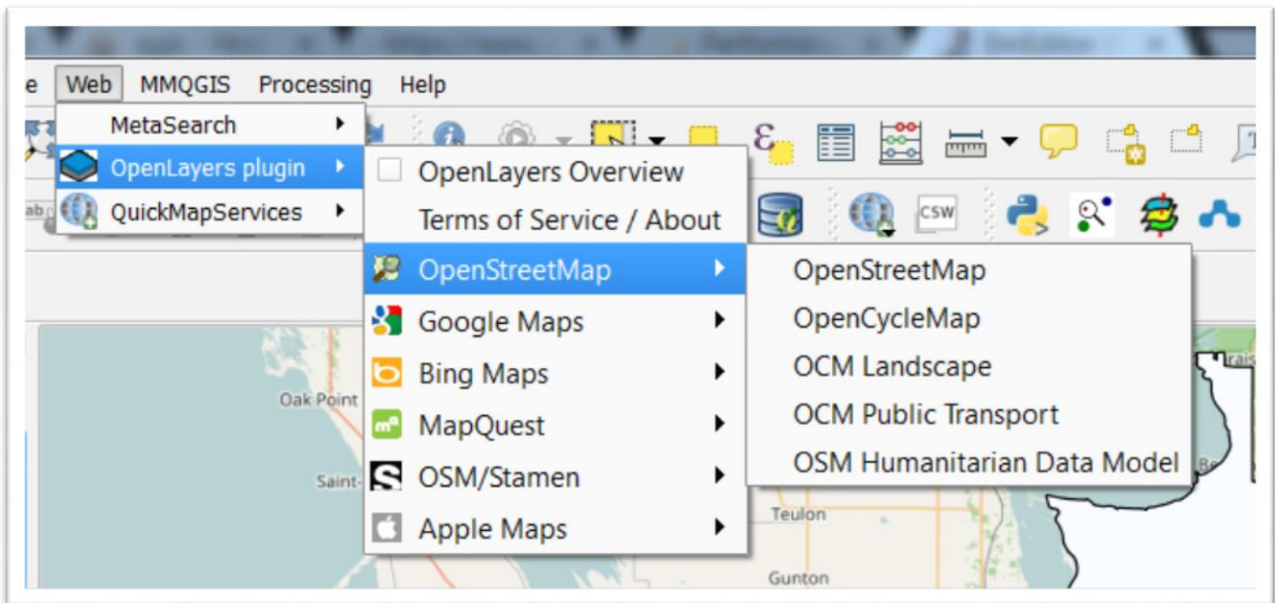 e Web MMQGIS Processing Help
MetaSearch
OpenLayers plugin
QuickMapServices
ab
CSW
OpenLayers Overview
Terms of Service / About
OpenStreetMap
Google Maps
Bing Maps
MapQuest
OSM/Stamen
Apple Maps
OpenStreetMap
OpenCycleMap
OCM Landscape
OCM Public Transport
OSM Humanitarian Data Model
Oak Point
Saint-
Teulon
Gunton